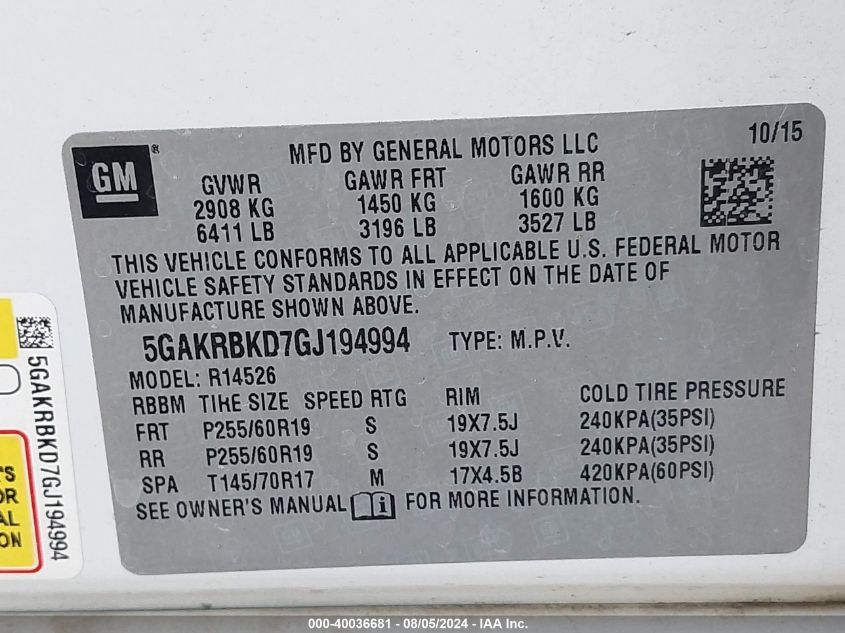 GM
®
MFD BY GENERAL MOTORS LLC
10/15
GVWR GAWR FRT GAWR RR
2908 KG 1450 KG 1600 KG
6411 LB 3196 LB 3527 LB
THIS VEHICLE CONFORMS TO ALL APPLICABLE U.S. FEDERAL MOTOR
VEHICLE SAFETY STANDARDS IN EFFECT ON THE DATE OF
MANUFACTURE SHOWN ABOVE.
5GAKRBKD7GJ194994 TYPE: M.P.V.
MODEL: R14526
RBBM TIHE SIZE SPEED RTG RIM COLD TIRE PRESSURE
FRT P255/60R19 S 19X7.5J 240KPA(35PSI)
RR P255/60R19 S 19X7.5J 240KPA(35PSI)
SPA T145/70R17 M 17X4.5B 420KPA(60PSI)
SEE OWNER'S MANUAL i FOR MORE INFORMATION.
5GAKRBKD7GJ194994
'S
OR
AL
ON
000-40036681 - 08/05/2024 - IAA Inc.